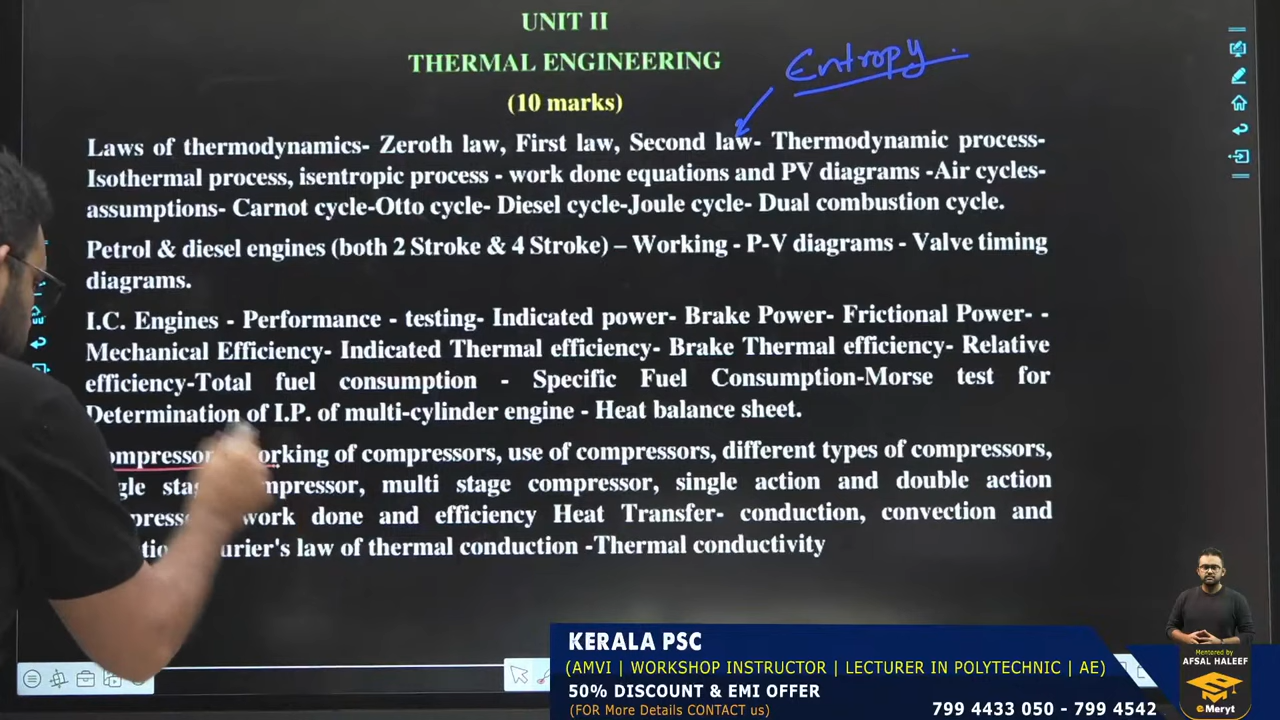 UNIT II
THERMAL ENGINEERING
Entropy
(10 marks)
Laws of thermodynamics- Zeroth law, First law, Second law- Thermodynamic process-
Isothermal process, isentropic process - work done equations and PV diagrams -Air cycles-
assumptions- Carnot cycle-Otto cycle- Diesel cycle-Joule cycle- Dual combustion cycle.
Petrol & diesel engines (both 2 Stroke & 4 Stroke) – Working - P-V diagrams - Valve timing
diagrams.
I.C. Engines - Performance - testing- Indicated power- Brake Power- Frictional Power- -
Mechanical Efficiency- Indicated Thermal efficiency- Brake Thermal efficiency- Relative
efficiency-Total fuel consumption - Specific Fuel Consumption-Morse test for
Determination of I.P. of multi-cylinder engine - Heat balance sheet.
of compressors, use of compressors, different types of compressors,
multi stage compressor, single action and double action
work done and efficiency Heat Transfer- conduction, convection and
law of thermal conduction -Thermal conductivity
KERALA PSC
(AMVI | WORKSHOP INSTRUCTOR | LECTURER IN POLYTECHNIC | AE)
50% DISCOUNT & EMI OFFER
(FOR More Details CONTACT us) 799 4433 050 - 799 4542
Mentored by
AFSAL HALEEF
eMeryt